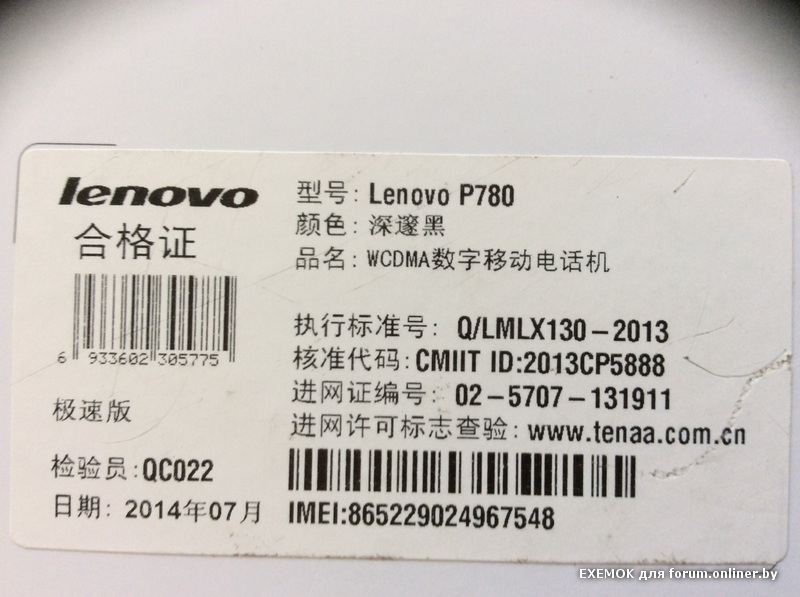 lenovo
合格证
6 933602 305775
极速版
检验员:QC022
日期: 2014年07月
型号: Lenovo P780
颜色: 深邃黑
品名: WCDMA数字移动电话机
执行标准号: Q/LMLX130-2013
核准代码:CMIIT ID:2013CP5888
进网证编号: 02-5707-131911
进网许可标志查验: www.tenaa.com.cn
IMEI:865229024967548
EXEMOK для forum.onliner.by